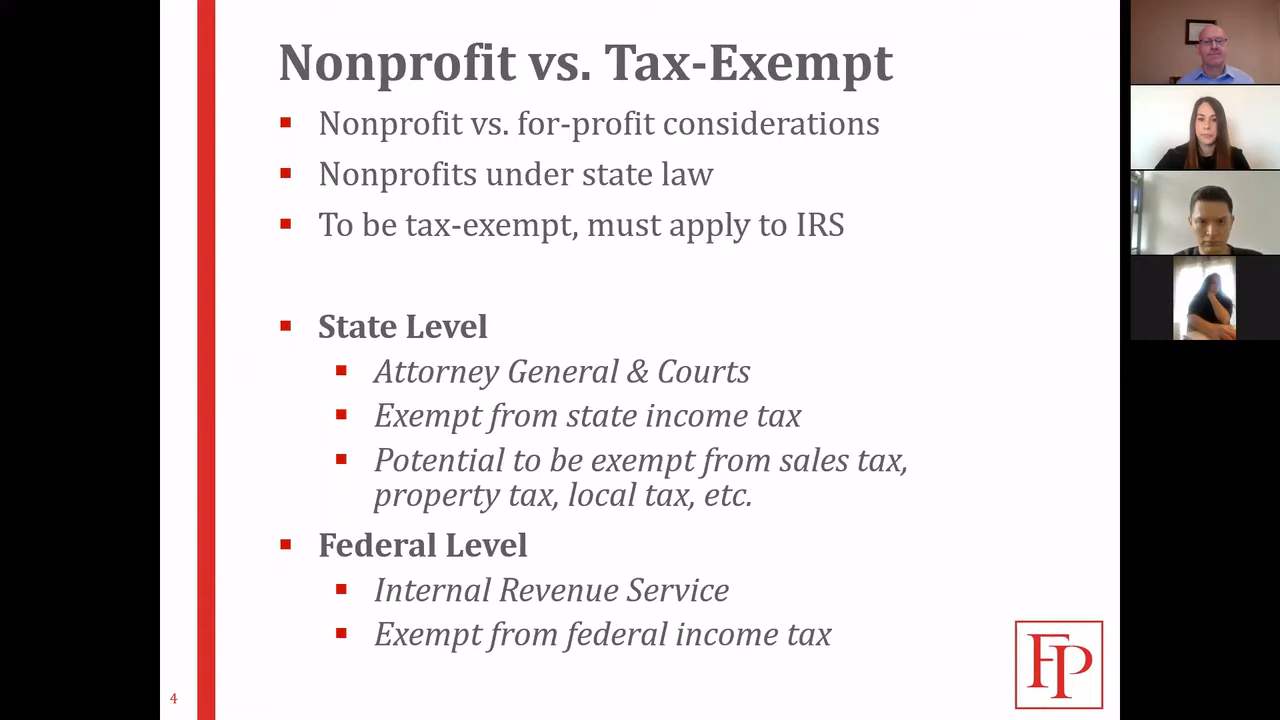 Nonprofit vs. Tax-Exempt
Nonprofit vs. for-profit considerations
Nonprofits under state law
To be tax-exempt, must apply to IRS
State Level
Attorney General & Courts
Exempt from state income tax
Potential to be exempt from sales tax,
property tax, local tax, etc.
Federal Level
Internal Revenue Service
Exempt from federal income tax
4
FP